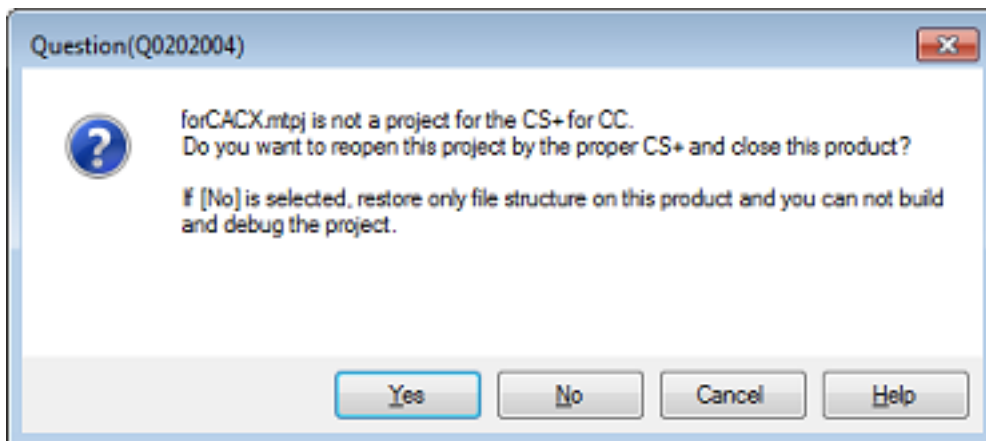 Question(Q0202004)
forCACX.mtpj is not a project for the CS+ for CC.
Do you want to reopen this project by the proper CS+ and close this product?
If [No] is selected, restore only file structure on this product and you can not build
and debug the project.
Yes
No
Cancel
Help